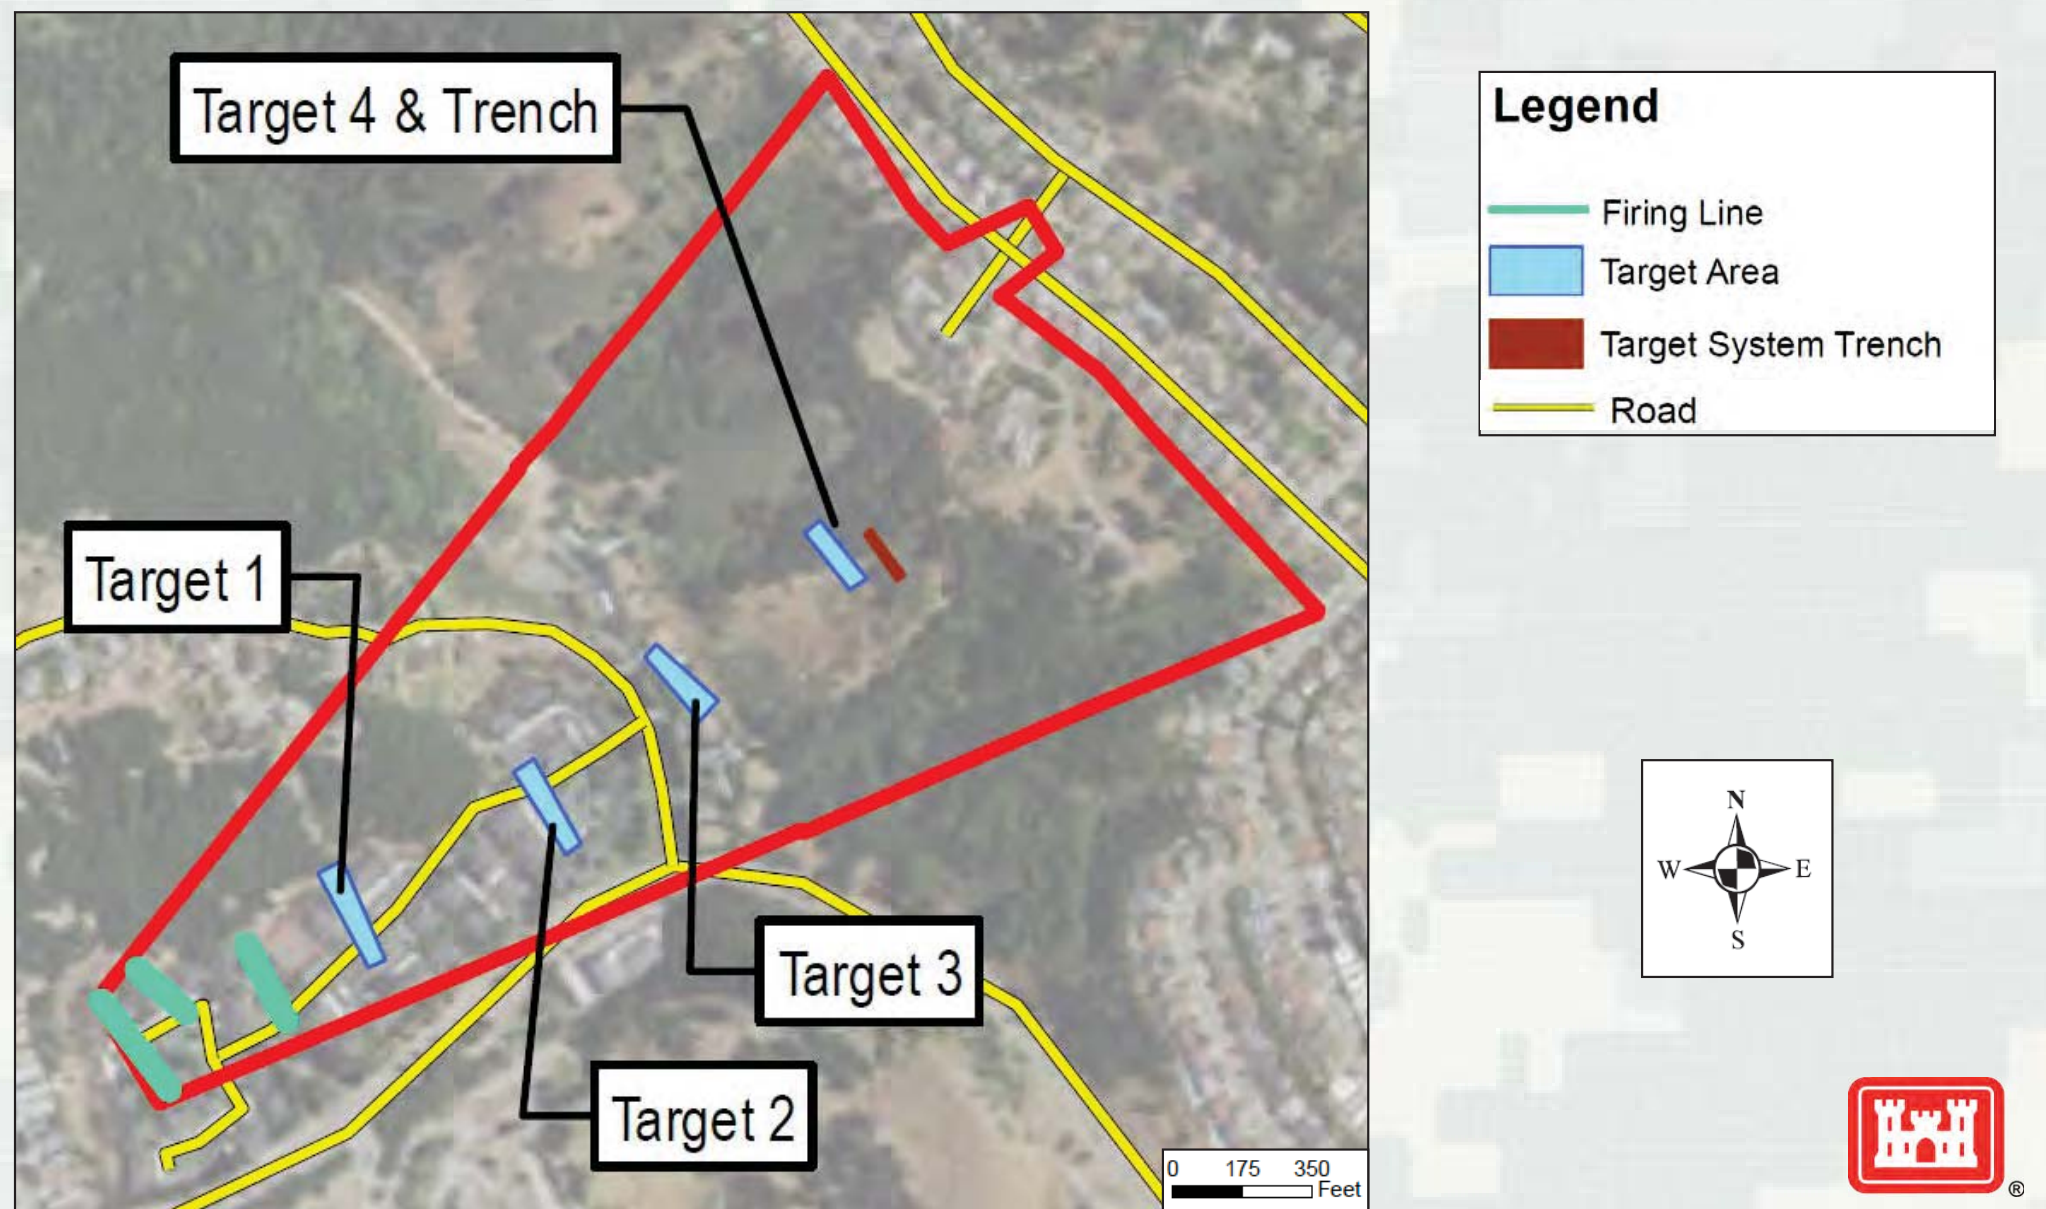 Target 4 & Trench
Target 1
Target 3
Target 2
0 175 350
Feet
Legend
Firing Line
Target Area
Target System Trench
Road
N
W E
S
®